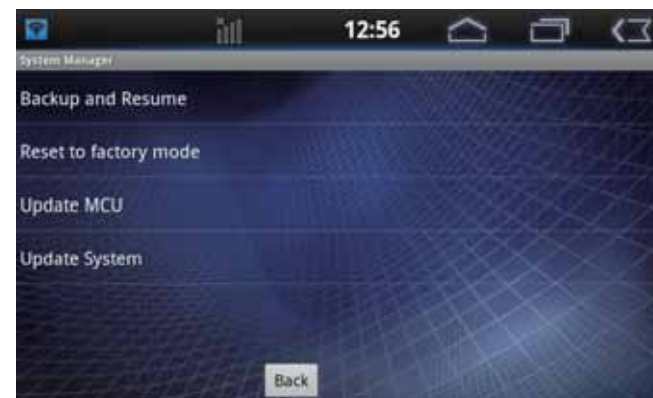 12:56
System Manager
Backup and Resume
Reset to factory mode
Update MCU
Update System
Back